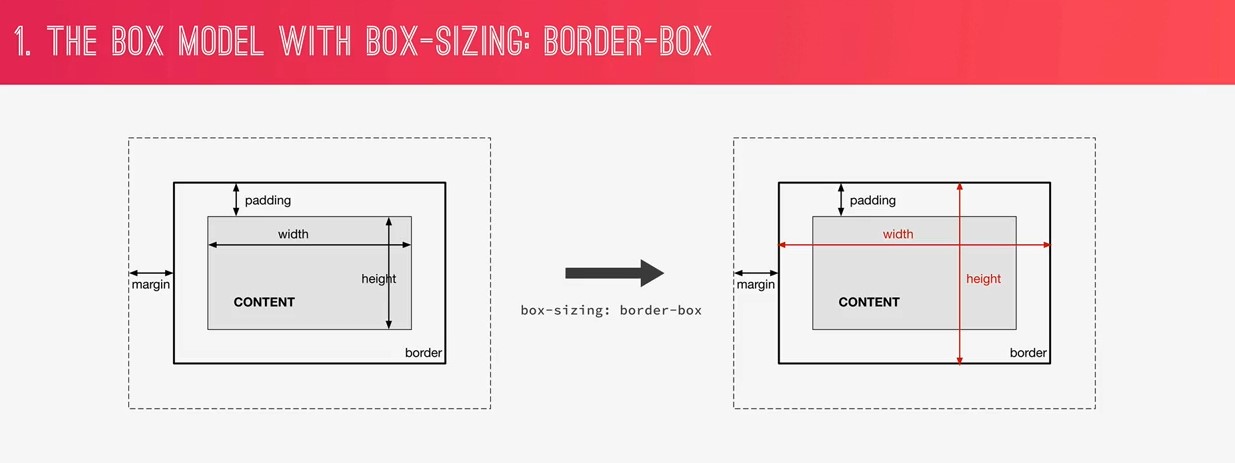 1. THE BOX MODEL WITH BOX-SIZING: BORDER-BOX
padding
width
height
margin
CONTENT
border
box-sizing: border-box
padding
width
height
margin
CONTENT
border